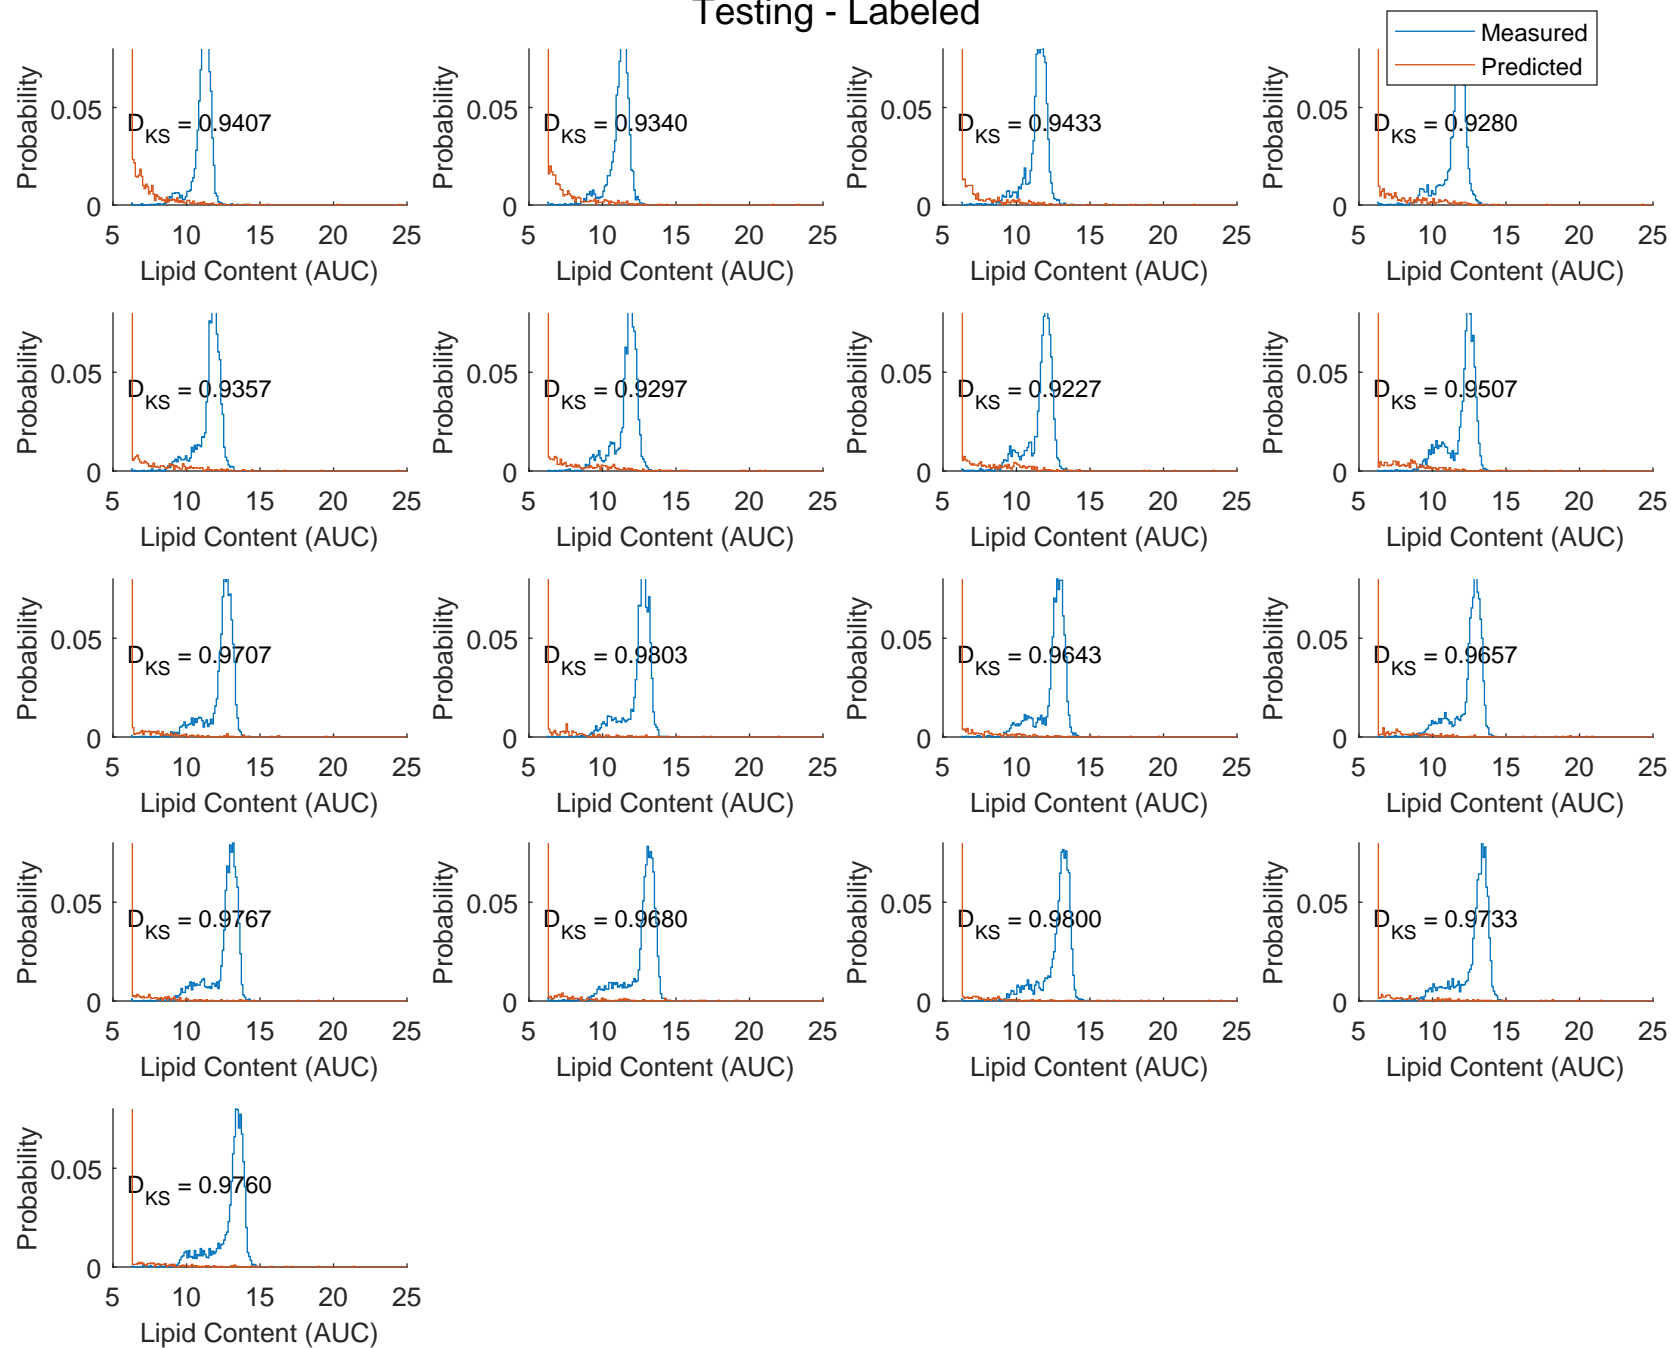 Testing - Labeled
Measured
Predicted
Probability
0.05
0
D_KS = 0.9407
5 10 15 20 25
Lipid Content (AUC)
Probability
0.05
0
D_KS = 0.9340
5 10 15 20 25
Lipid Content (AUC)
Probability
0.05
0
D_KS = 0.9433
5 10 15 20 25
Lipid Content (AUC)
Probability
0.05
0
D_KS = 0.9280
5 10 15 20 25
Lipid Content (AUC)
Probability
0.05
0
D_KS = 0.9357
5 10 15 20 25
Lipid Content (AUC)
Probability
0.05
0
D_KS = 0.9297
5 10 15 20 25
Lipid Content (AUC)
Probability
0.05
0
D_KS = 0.9227
5 10 15 20 25
Lipid Content (AUC)
Probability
0.05
0
D_KS = 0.9507
5 10 15 20 25
Lipid Content (AUC)
Probability
0.05
0
D_KS = 0.9707
5 10 15 20 25
Lipid Content (AUC)
Probability
0.05
0
D_KS = 0.9803
5 10 15 20 25
Lipid Content (AUC)
Probability
0.05
0
D_KS = 0.9643
5 10 15 20 25
Lipid Content (AUC)
Probability
0.05
0
D_KS = 0.9657
5 10 15 20 25
Lipid Content (AUC)
Probability
0.05
0
D_KS = 0.9767
5 10 15 20 25
Lipid Content (AUC)
Probability
0.05
0
D_KS = 0.9680
5 10 15 20 25
Lipid Content (AUC)
Probability
0.05
0
D_KS = 0.9800
5 10 15 20 25
Lipid Content (AUC)
Probability
0.05
0
D_KS = 0.9733
5 10 15 20 25
Lipid Content (AUC)
Probability
0.05
0
D_KS = 0.9760
5 10 15 20 25
Lipid Content (AUC)